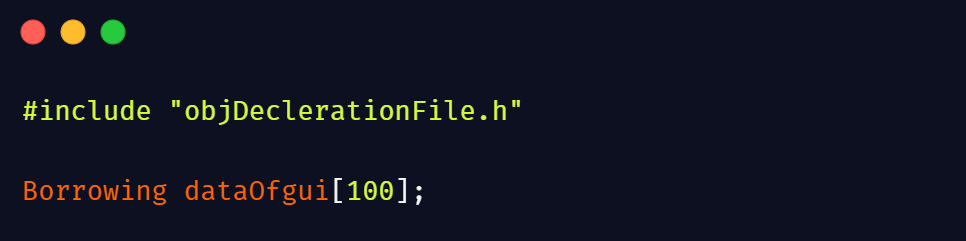 #include "objDeclerationFile.h"
Borrowing dataOfgui[100];